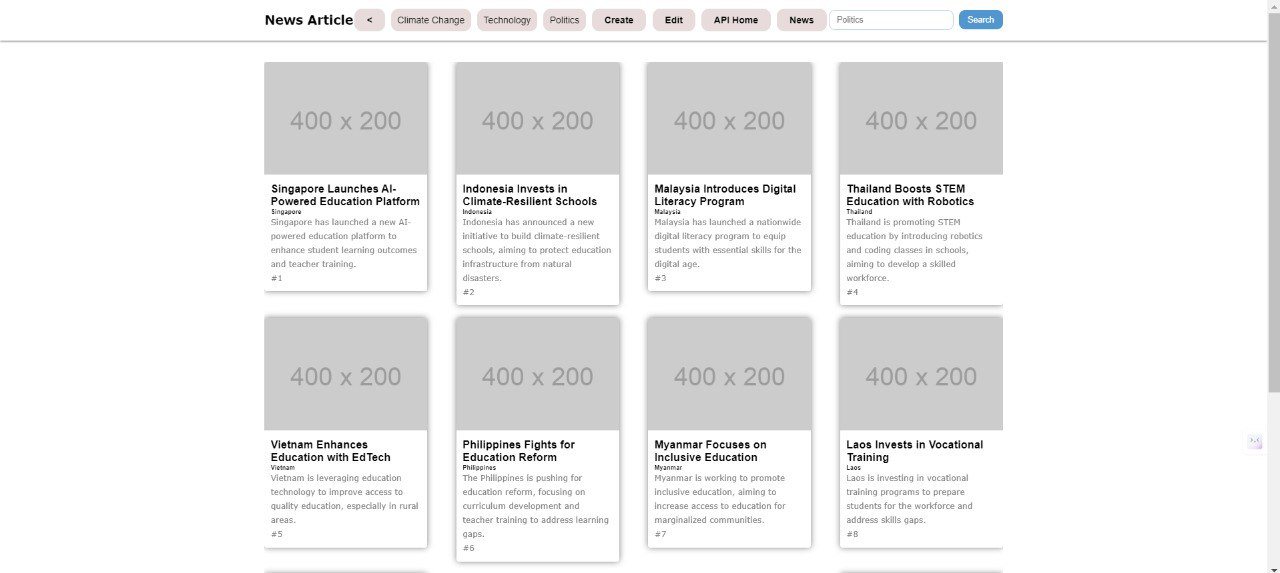 News Article < Climate Change Technology Politics Create Edit API Home News Politics Search
400 x 200
Singapore Launches AI-
Powered Education Platform
Singapore
Singapore has launched a new AI-
powered education platform to
enhance student learning outcomes
and teacher training.
#1
400 x 200
Indonesia Invests in
Climate-Resilient Schools
Indonesia
Indonesia has announced a new
initiative to build climate-resilient
schools, aiming to protect education
infrastructure from natural
disasters.
#2
400 x 200
Malaysia Introduces Digital
Literacy Program
Malaysia
Malaysia has launched a nationwide
digital literacy program to equip
students with essential skills for the
digital age.
#3
400 x 200
Thailand Boosts STEM
Education with Robotics
Thailand
Thailand is promoting STEM
education by introducing robotics
and coding classes in schools,
aiming to develop a skilled
workforce.
#4
400 x 200
Vietnam Enhances
Education with EdTech
Vietnam
Vietnam is leveraging education
technology to improve access to
quality education, especially in rural
areas.
#5
400 x 200
Philippines Fights for
Education Reform
Philippines
The Philippines is pushing for
education reform, focusing on
curriculum development and
teacher training to address learning
gaps.
#6
400 x 200
Myanmar Focuses on
Inclusive Education
Myanmar
Myanmar is working to promote
inclusive education, aiming to
increase access to education for
marginalized communities.
#7
400 x 200
Laos Invests in Vocational
Training
Laos
Laos is investing in vocational
training programs to prepare
students for the workforce and
address skills gaps.
#8